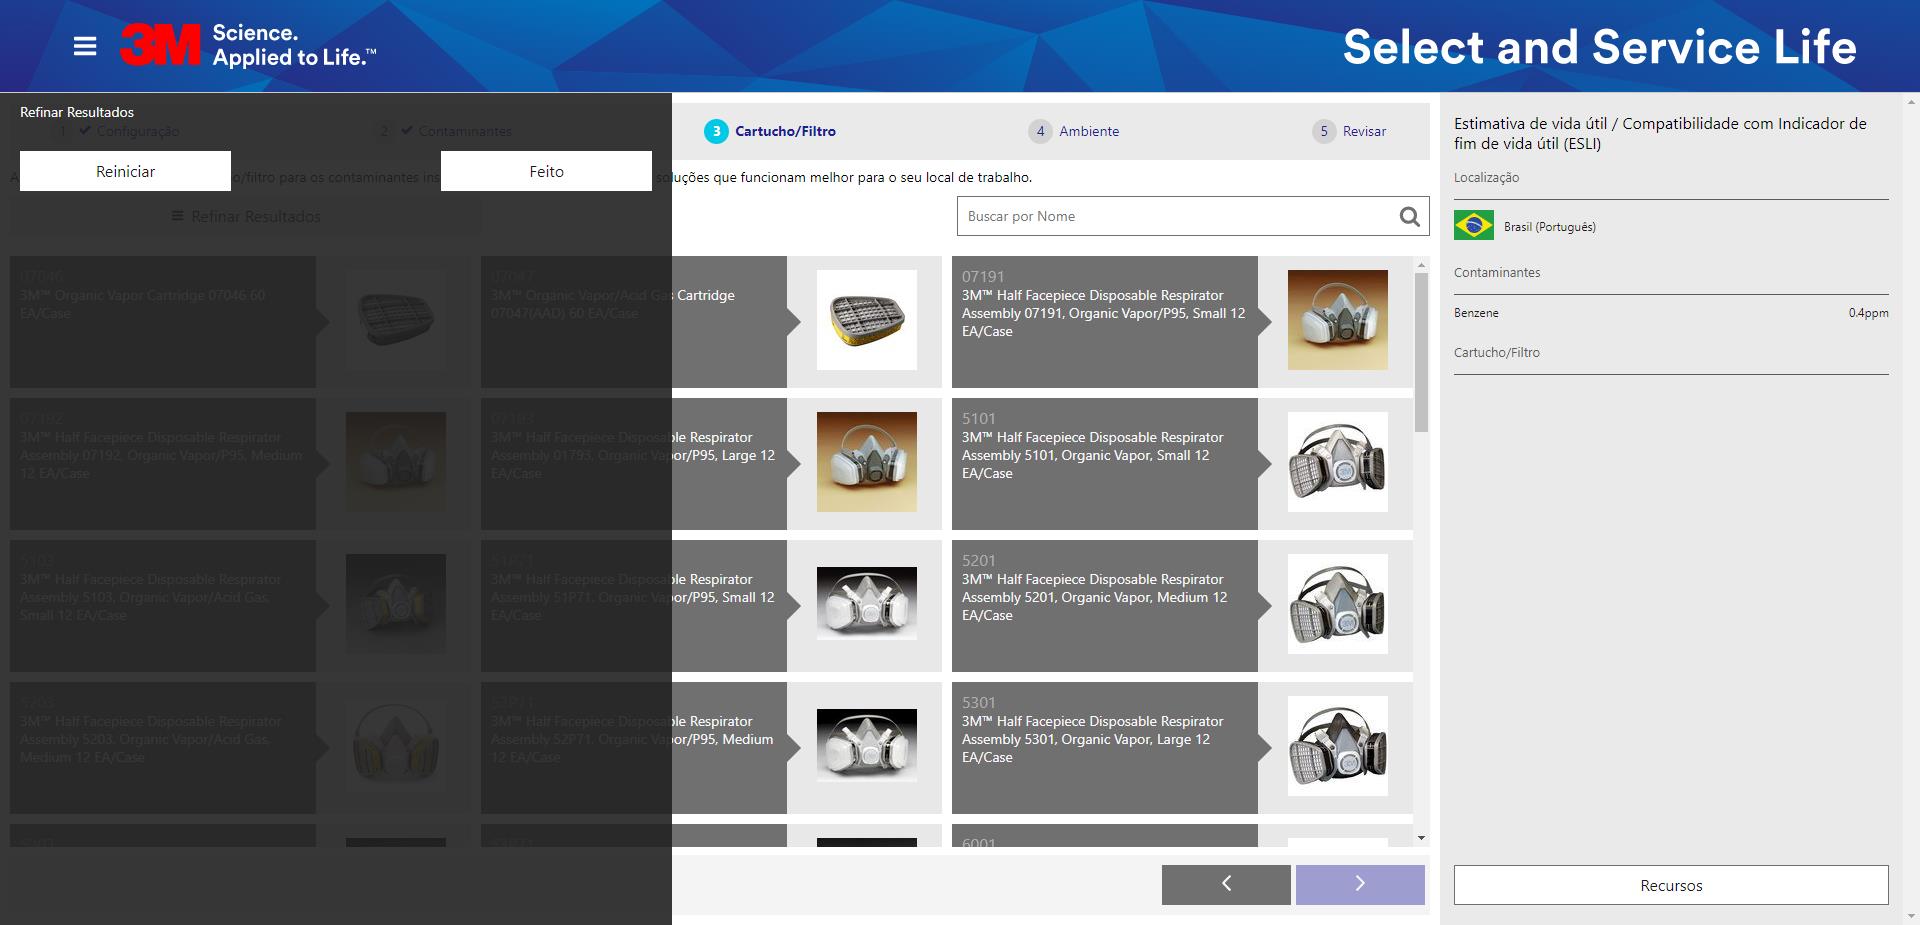 3M Science.
Applied to Life.™
Select and Service Life
Refinar Resultados
1 Configuração
2 Contaminantes
3 Cartucho/Filtro
4 Ambiente
5 Revisar
Reiniciar
Feito
o/filtro para os contaminantes ins
oluções que funcionam melhor para o seu local de trabalho.
Refinar Resultados
Buscar por Nome
07046
3M™ Organic Vapor Cartridge 07046 60
EA/Case
07047
3M™ Organic Vapor/Acid Gas Cartridge
07047(AAD) 60 EA/Case
07191
3M™ Half Facepiece Disposable Respirator
Assembly 07191, Organic Vapor/P95, Small 12
EA/Case
07192
3M™ Half Facepiece Disposable Respirator
Assembly 07192, Organic Vapor/P95, Medium
12 EA/Case
07193
3M™ Half Facepiece Disposable Respirator
Assembly 01793, Organic Vapor/P95, Large 12
EA/Case
5101
3M™ Half Facepiece Disposable Respirator
Assembly 5101, Organic Vapor, Small 12
EA/Case
5103
3M™ Half Facepiece Disposable Respirator
Assembly 5103, Organic Vapor/Acid Gas,
Small 12 EA/Case
51P71
3M™ Half Facepiece Disposable Respirator
Assembly 51P71, Organic Vapor/P95, Small 12
EA/Case
5201
3M™ Half Facepiece Disposable Respirator
Assembly 5201, Organic Vapor, Medium 12
EA/Case
5203
3M™ Half Facepiece Disposable Respirator
Assembly 5203, Organic Vapor/Acid Gas,
Medium 12 EA/Case
52P71
3M™ Half Facepiece Disposable Respirator
Assembly 52P71, Organic Vapor/P95, Medium
12 EA/Case
5301
3M™ Half Facepiece Disposable Respirator
Assembly 5301, Organic Vapor, Large 12
EA/Case
6001
Estimativa de vida útil / Compatibilidade com Indicador de
fim de vida útil (ESLI)
Localização
Brasil (Português)
Contaminantes
Benzene 0.4ppm
Cartucho/Filtro
Recursos